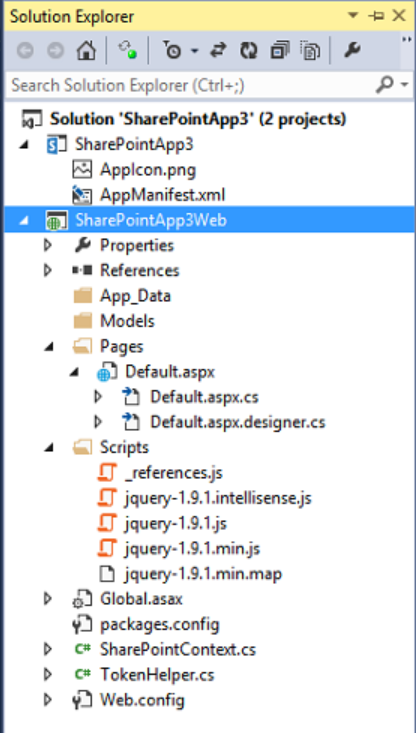 Solution Explorer
Search Solution Explorer (Ctrl+;)
Solution 'SharePointApp3' (2 projects)
SharePointApp3
AppIcon.png
AppManifest.xml
SharePointApp3Web
Properties
References
App_Data
Models
Pages
Default.aspx
Default.aspx.cs
Default.aspx.designer.cs
Scripts
_references.js
jquery-1.9.1.intellisense.js
jquery-1.9.1.js
jquery-1.9.1.min.js
jquery-1.9.1.min.map
Global.asax
packages.config
C# SharePointContext.cs
C# TokenHelper.cs
Web.config